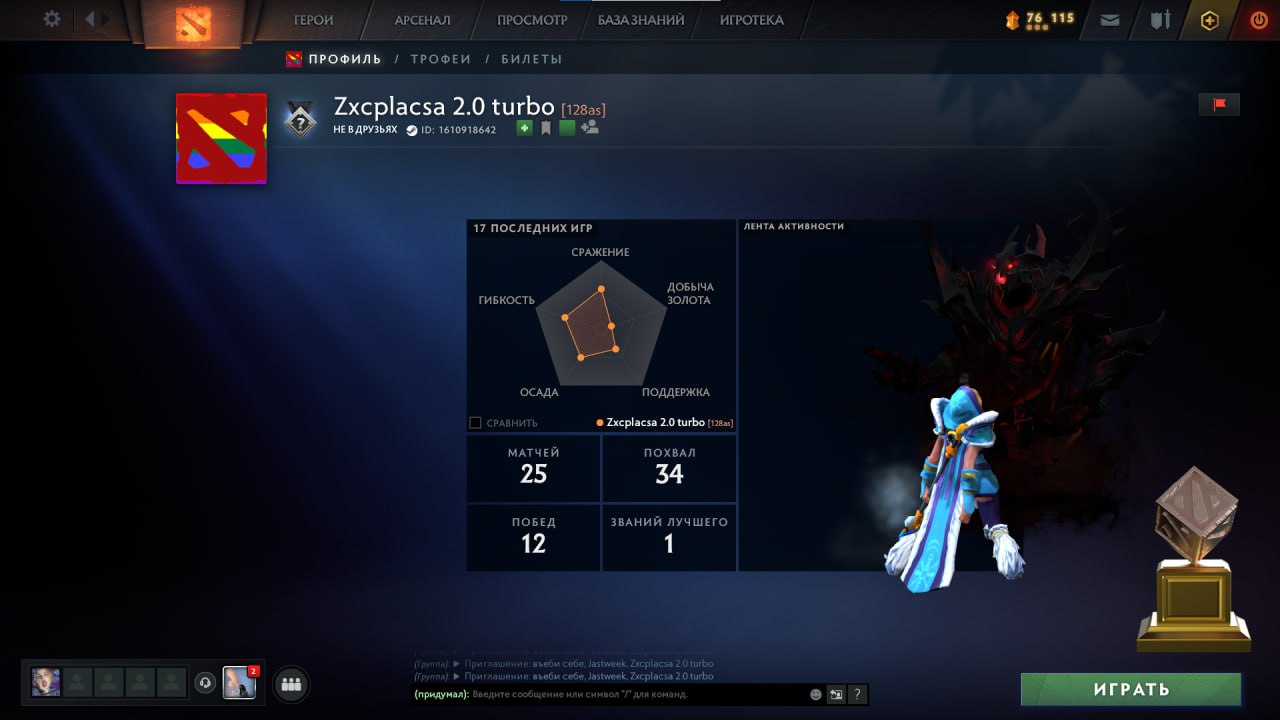 ГЕРОИ
АРСЕНАЛ
ПРОСМОТР
БАЗА ЗНАНИЙ
ИГРОТЕКА
76 115
ПРОФИЛЬ / ТРОФЕИ / БИЛЕТЫ
?
Zxcplacsa 2.0 turbo [128as]
НЕ В ДРУЗЬЯХ ID: 1610918642
17 ПОСЛЕДНИХ ИГР
ЛЕНТА АКТИВНОСТИ
СРАЖЕНИЕ
ДОБЫЧА
ЗОЛОТА
ГИБКОСТЬ
ОСАДА
ПОДДЕРЖКА
СРАВНИТЬ
Zxcplacsa 2.0 turbo [128as]
МАТЧЕЙ
25
ПОХВАЛ
34
ПОБЕД
12
ЗВАНИЙ ЛУЧШЕГО
1
(Группа): Приглашение: въеби себе, Jastweek, Zxcplacsa 2.0 turbo
(Группа): Приглашение: въеби себе, Jastweek, Zxcplacsa 2.0 turbo
(придумал): Введите сообщение или символ "/" для команд.
?
2
ИГРАТЬ